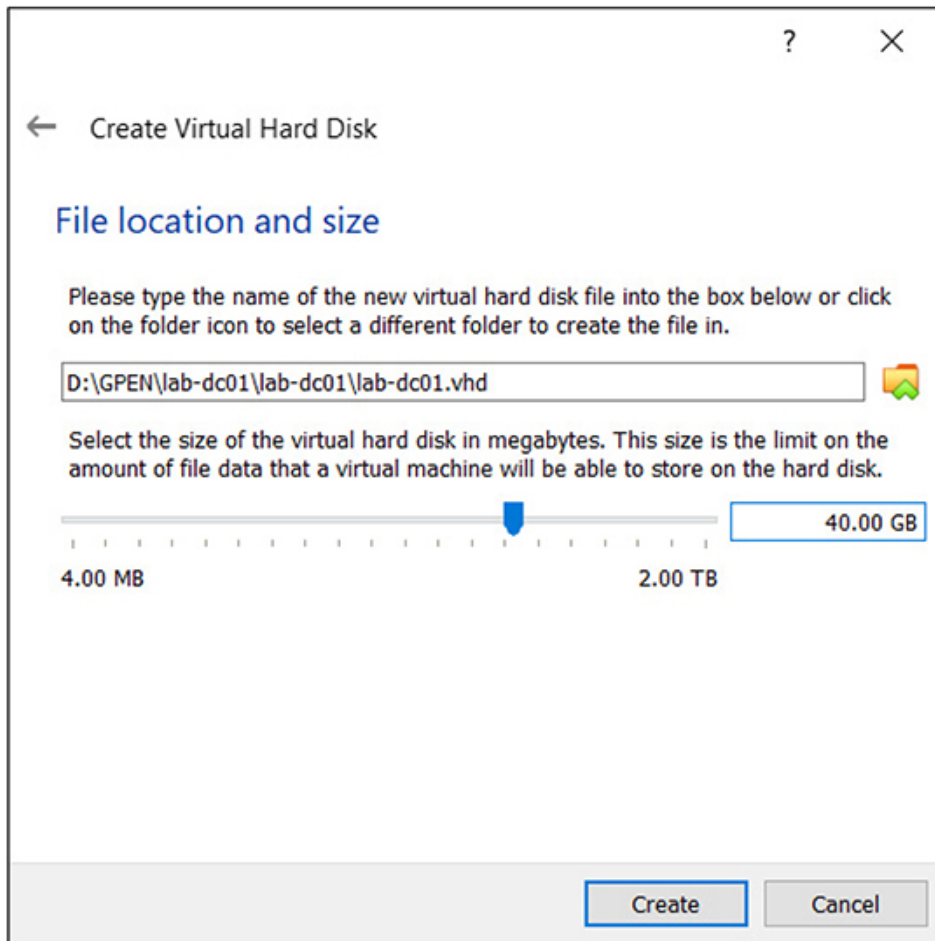 ?
Create Virtual Hard Disk
File location and size
Please type the name of the new virtual hard disk file into the box below or click
on the folder icon to select a different folder to create the file in.
D:\GPEN\lab-dc01\lab-dc01\lab-dc01.vhd
Select the size of the virtual hard disk in megabytes. This size is the limit on the
amount of file data that a virtual machine will be able to store on the hard disk.
40.00 GB
4.00 MB 2.00 TB
Create Cancel